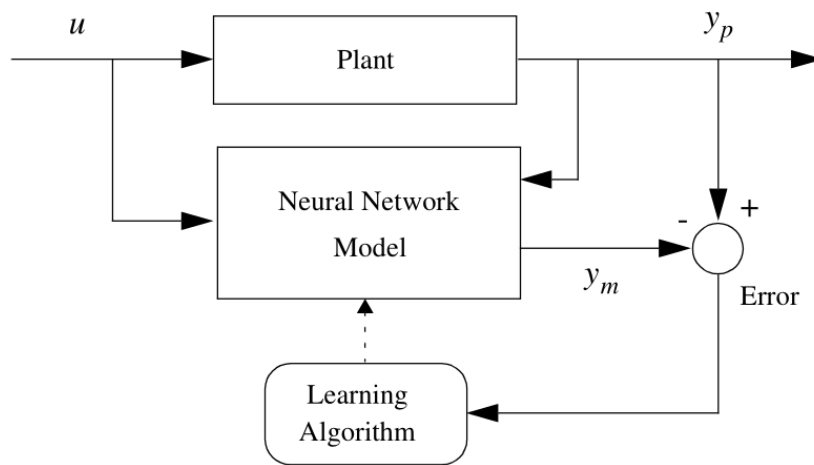 u
y_p
Plant
Neural Network
Model
-
+
y_m
Error
Learning
Algorithm